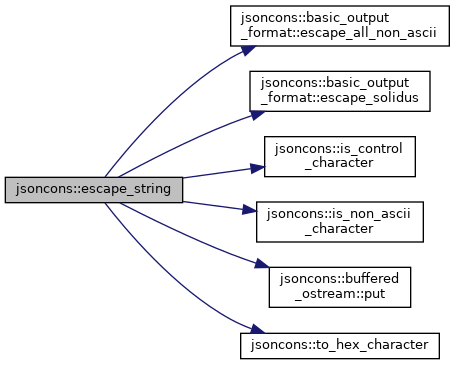 jsoncons::basic_output
_format::escape_all_non_ascii
jsoncons::basic_output
_format::escape_solidus
jsoncons::is_control
_character
jsoncons::escape_string
jsoncons::is_non_ascii
_character
jsoncons::buffered
_ostream::put
jsoncons::to_hex_character